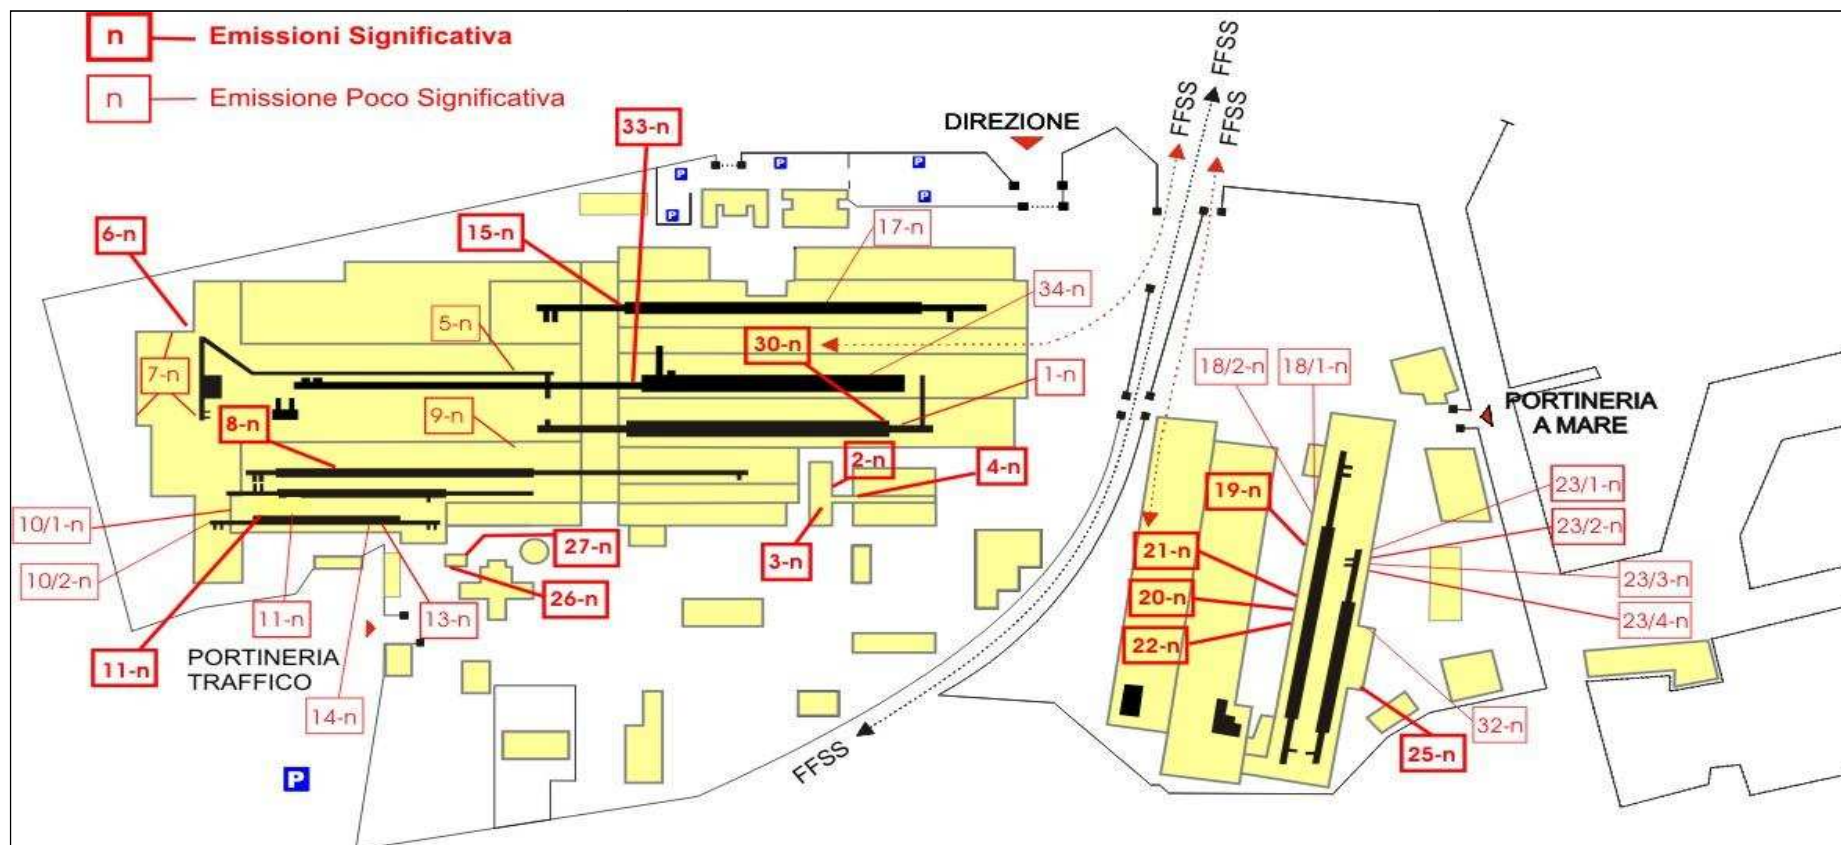 n Emissioni Significativa
n Emissione Poco Significativa
33-n
DIREZIONE
FFSS
FFSS
FFSS
P
P
P
P
P
6-n
15-n
17-n
34-n
5-n
30-n
7-n
1-n
18/2-n
18/1-n
PORTINERIA
A MARE
8-n
9-n
2-n
4-n
19-n
23/1-n
10/1-n
23/2-n
27-n
3-n
21-n
10/2-n
23/3-n
26-n
20-n
11-n
13-n
23/4-n
22-n
11-n
PORTINERIA
TRAFFICO
14-n
32-n
25-n
FFSS
P